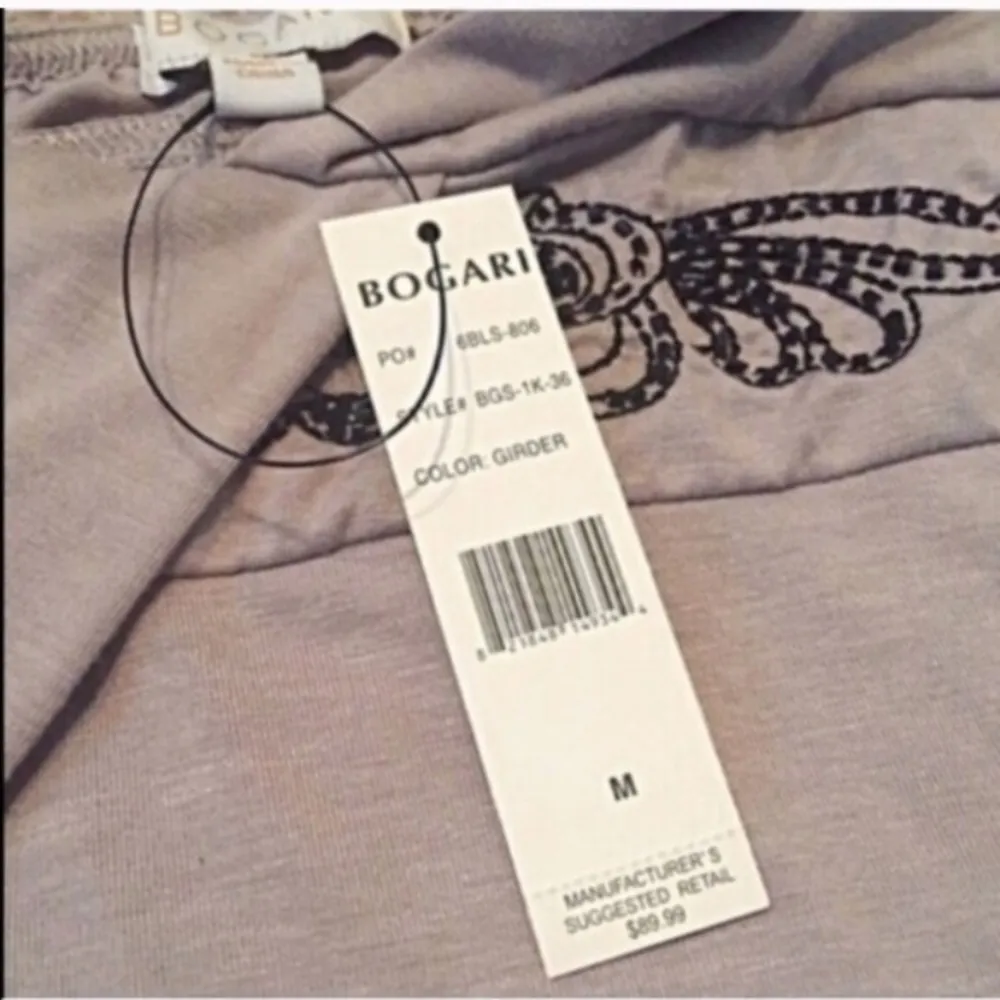 BOGARI
PO# 6BLS-806
STYLE# BGS-1K-36
COLOR: GIRDER
M
MANUFACTURER'S
SUGGESTED RETAIL
$89.99